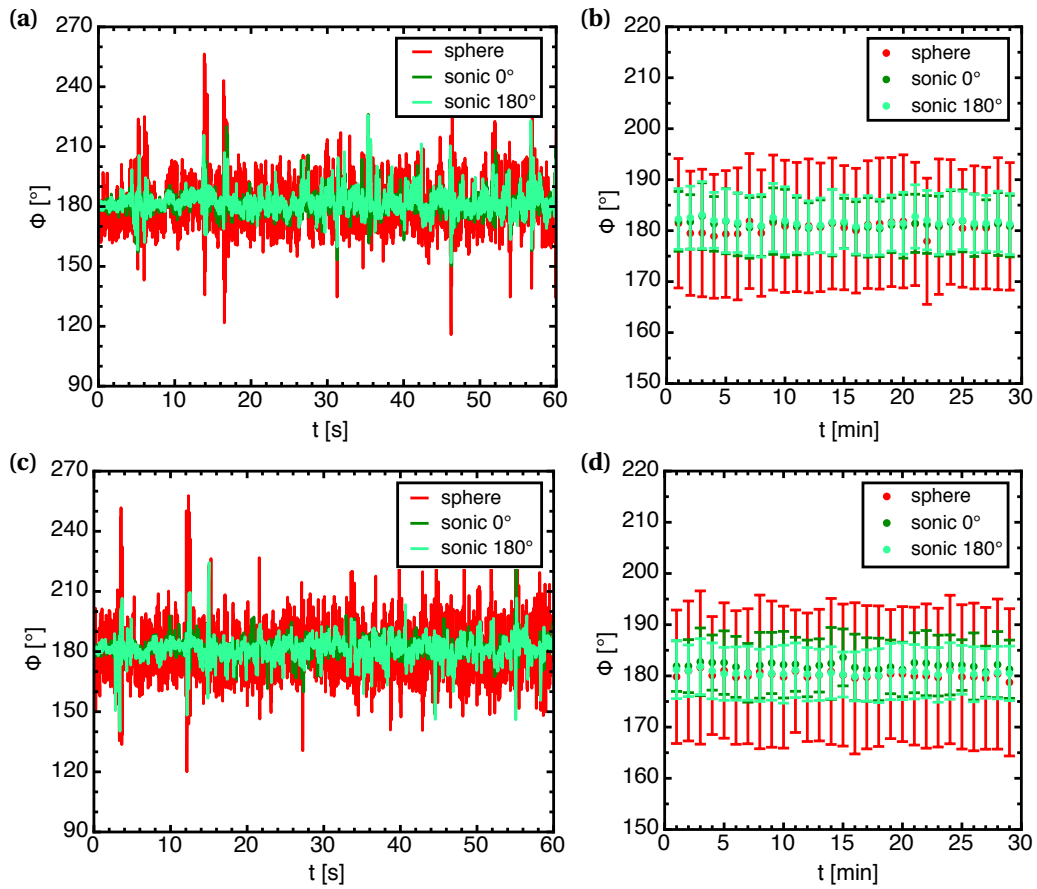 (a)
Φ [°]
270
240
210
180
150
120
90
0 10 20 30 40 50 60
t [s]
sphere
sonic 0°
sonic 180°
(b)
Φ [°]
220
210
200
190
180
170
160
150
0 5 10 15 20 25 30
t [min]
sphere
sonic 0°
sonic 180°
(c)
Φ [°]
270
240
210
180
150
120
90
0 10 20 30 40 50 60
t [s]
sphere
sonic 0°
sonic 180°
(d)
Φ [°]
220
210
200
190
180
170
160
150
0 5 10 15 20 25 30
t [min]
sphere
sonic 0°
sonic 180°